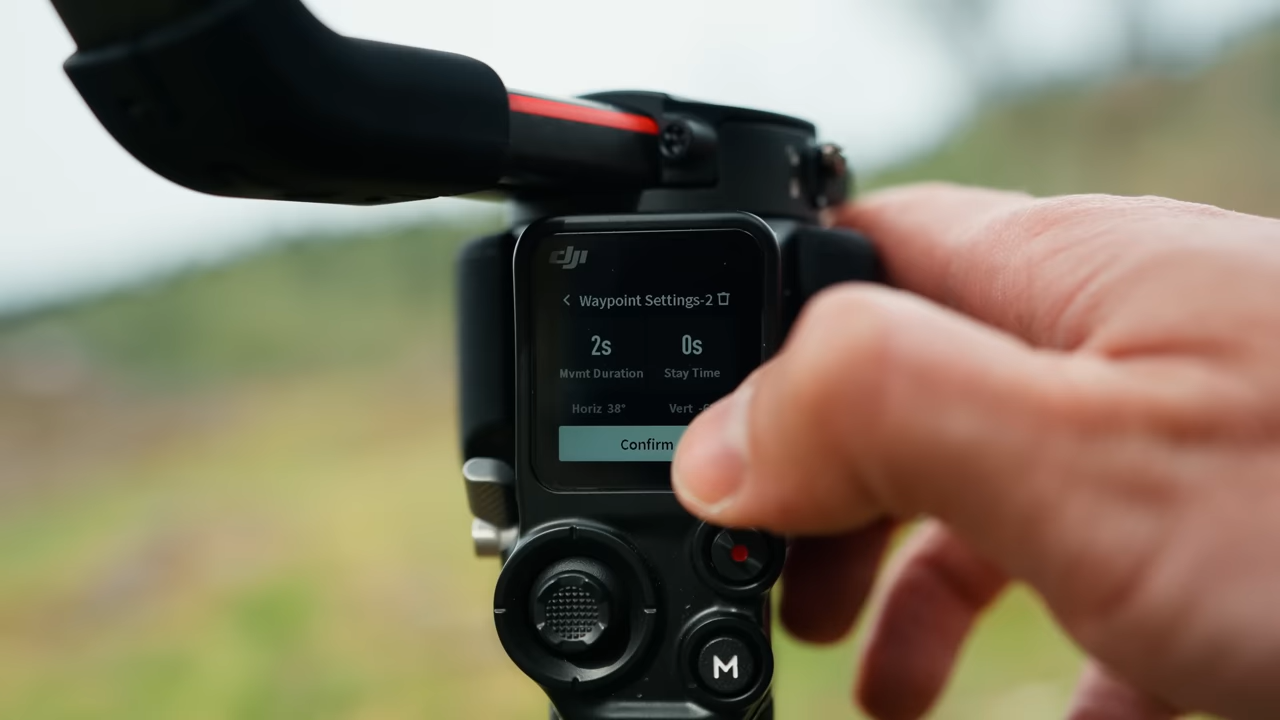 dji
Waypoint Settings-2
2s 0s
Mvmt Duration Stay Time
Horiz 38° Vert
Confirm
M